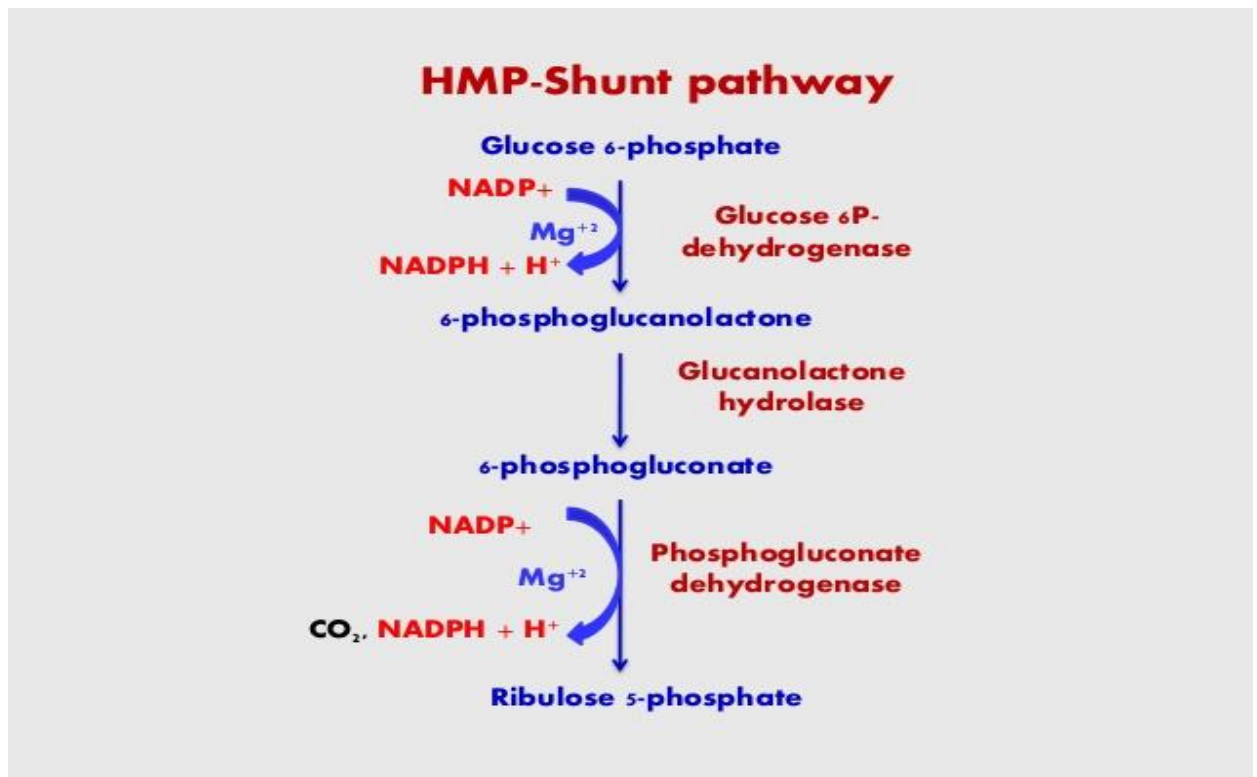 HMP-Shunt pathway
Glucose 6-phosphate
NADP+
Mg⁺²
NADPH + H⁺
Glucose 6P-
dehydrogenase
6-phosphoglucanolactone
Glucanolactone
hydrolase
6-phosphogluconate
NADP+
Mg⁺²
CO₂, NADPH + H⁺
Phosphogluconate
dehydrogenase
Ribulose 5-phosphate